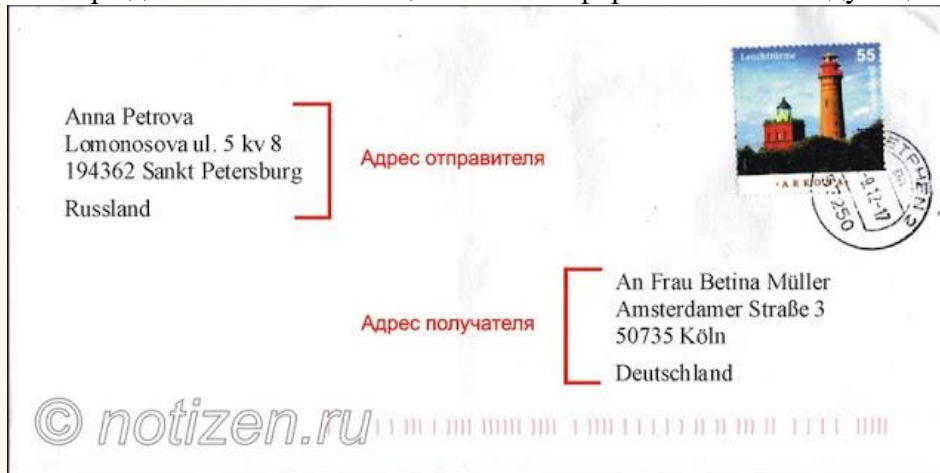 Anna Petrova
Lomonosova ul. 5 kv 8
194362 Sankt Petersburg
Russland
Адрес отправителя
Leuchttürme 55
An Frau Betina Müller
Amsterdamer Straße 3
50735 Köln
Deutschland
Адрес получателя
© notizen.ru